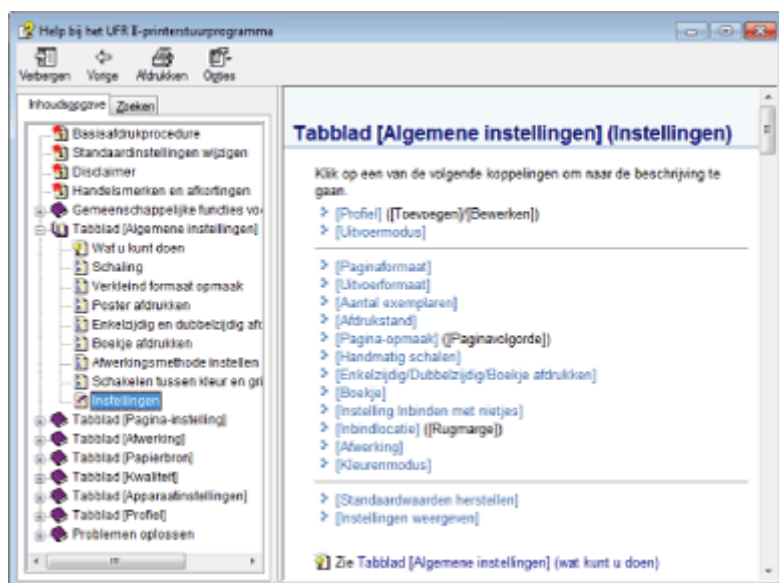 Help bij het UFR II-printerstuurprogramma
Verbergen Vorige Afdrukken Opties
Inhoudsopgave Zoeken
Basisafdrukprocedure
Standaardinstellingen wijzigen
Disclaimer
Handelsmerken en afkortingen
Gemeenschappelijke functies voo
Tabblad [Algemene instellingen]
Wat u kunt doen
Schaling
Verkleind formaat opmaak
Poster afdrukken
Enkelzijdig en dubbelzijdig afc
Boekje afdrukken
Afwerkingsmethode instellen
Schakelen tussen kleur en gri
Instellingen
Tabblad [Pagina-instelling]
Tabblad [Afwerking]
Tabblad [Papierbron]
Tabblad [Kwaliteit]
Tabblad [Apparaatinstellingen]
Tabblad [Profiel]
Problemen oplossen
Tabblad [Algemene instellingen] (Instellingen)
Klik op een van de volgende koppelingen om naar de beschrijving te
gaan.
[Profiel] ([Toevoegen]/[Bewerken])
[Uitvoermodus]
[Paginaformaat]
[Uitvoerformaat]
[Aantal exemplaren]
[Afdrukstand]
[Pagina-opmaak] ([Paginavolgorde])
[Handmatig schalen]
[Enkelzijdig/Dubbelzijdig/Boekje afdrukken]
[Boekje]
[Instelling Inbinden met nietjes]
[Inbindlocatie] ([Rugmarge])
[Afwerking]
[Kleurenmodus]
[Standaardwaarden herstellen]
[Instellingen weergeven]
Zie Tabblad [Algemene instellingen] (wat kunt u doen)